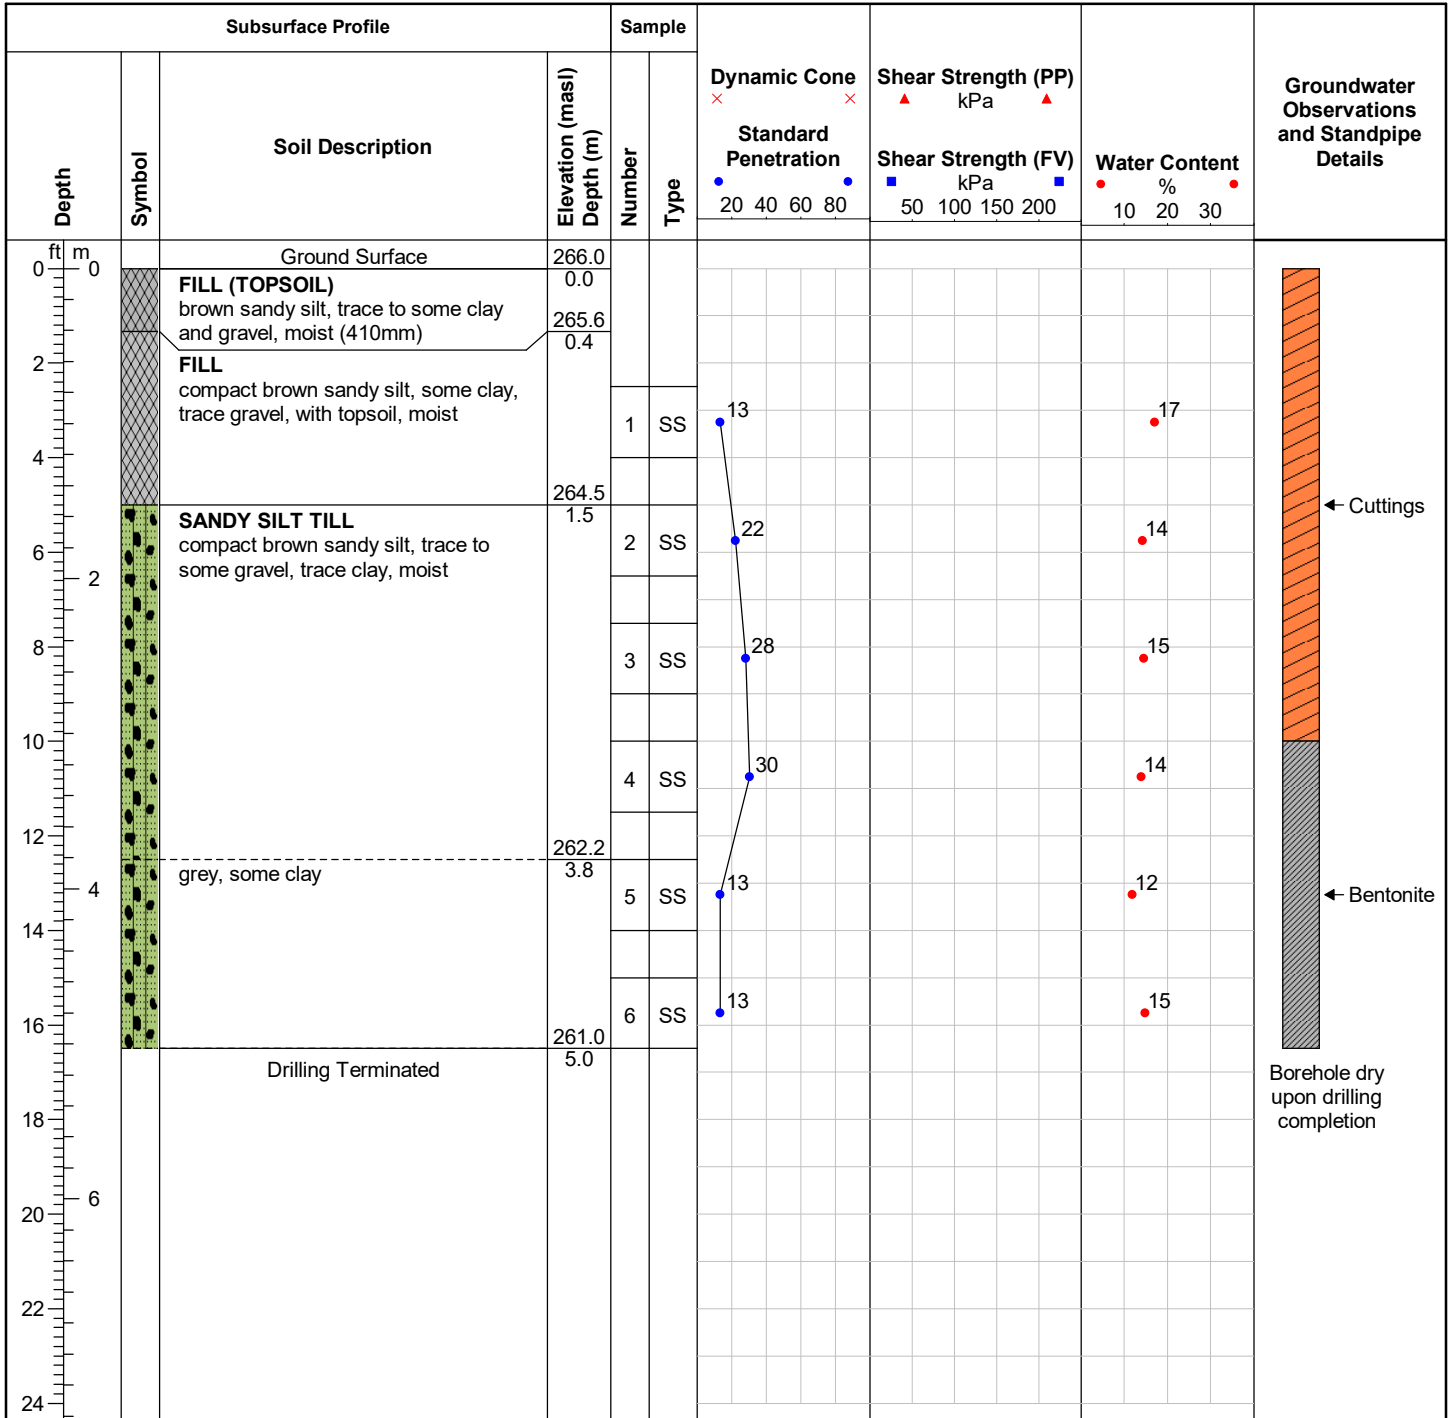 Subsurface Profile
Sample
Depth
Symbol
Soil Description
Elevation (masl)
Depth (m)
Number
Type
Dynamic Cone
Standard
Penetration
20 40 60 80
Shear Strength (PP)
kPa
Shear Strength (FV)
kPa
50 100 150 200
Water Content
%
10 20 30
Groundwater
Observations
and Standpipe
Details
ft m
Ground Surface
266.0
0 0
0.0
FILL (TOPSOIL)
brown sandy silt, trace to some clay
and gravel, moist (410mm)
265.6
0.4
2
FILL
compact brown sandy silt, some clay,
trace gravel, with topsoil, moist
1 SS
13
17
4
264.5
1.5
SANDY SILT TILL
compact brown sandy silt, trace to
some gravel, trace clay, moist
Cuttings
2 SS
22
14
6
2
8
3 SS
28
15
10
4 SS
30
14
12
262.2
3.8
grey, some clay
4
5 SS
13
12
Bentonite
14
6 SS
13
15
16
261.0
5.0
Drilling Terminated
Borehole dry
upon drilling
completion
18
6
20
22
24